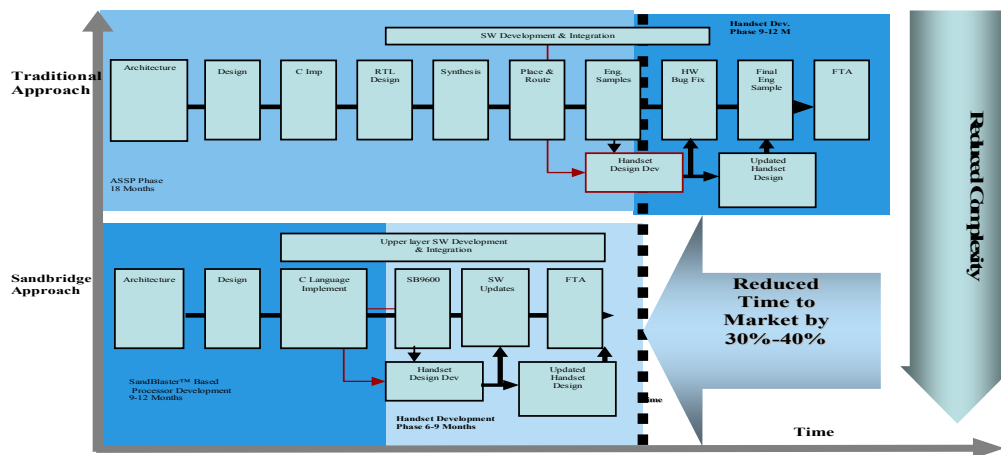 Traditional
Approach
SW Development & Integration
Handset Dev.
Phase 9-12 M
Architecture
Design
C Imp
RTL
Design
Synthesis
Place &
Route
Eng.
Samples
HW
Bug Fix
Final
Eng
Sample
FTA
Handset
Design Dev
Updated
Handset
Design
ASSP Phase
18 Months
Sandbridge
Approach
Upper layer SW Development
& Integration
Architecture
Design
C Language
Implement
SB9600
SW
Updates
FTA
Handset
Design Dev
Updated
Handset
Design
SandBlaster™ Based
Processor Development
9-12 Months
Handset Development
Phase 6-9 Months
Reduced
Time to
Market by
30%-40%
Time
Time
Reduced Complexity